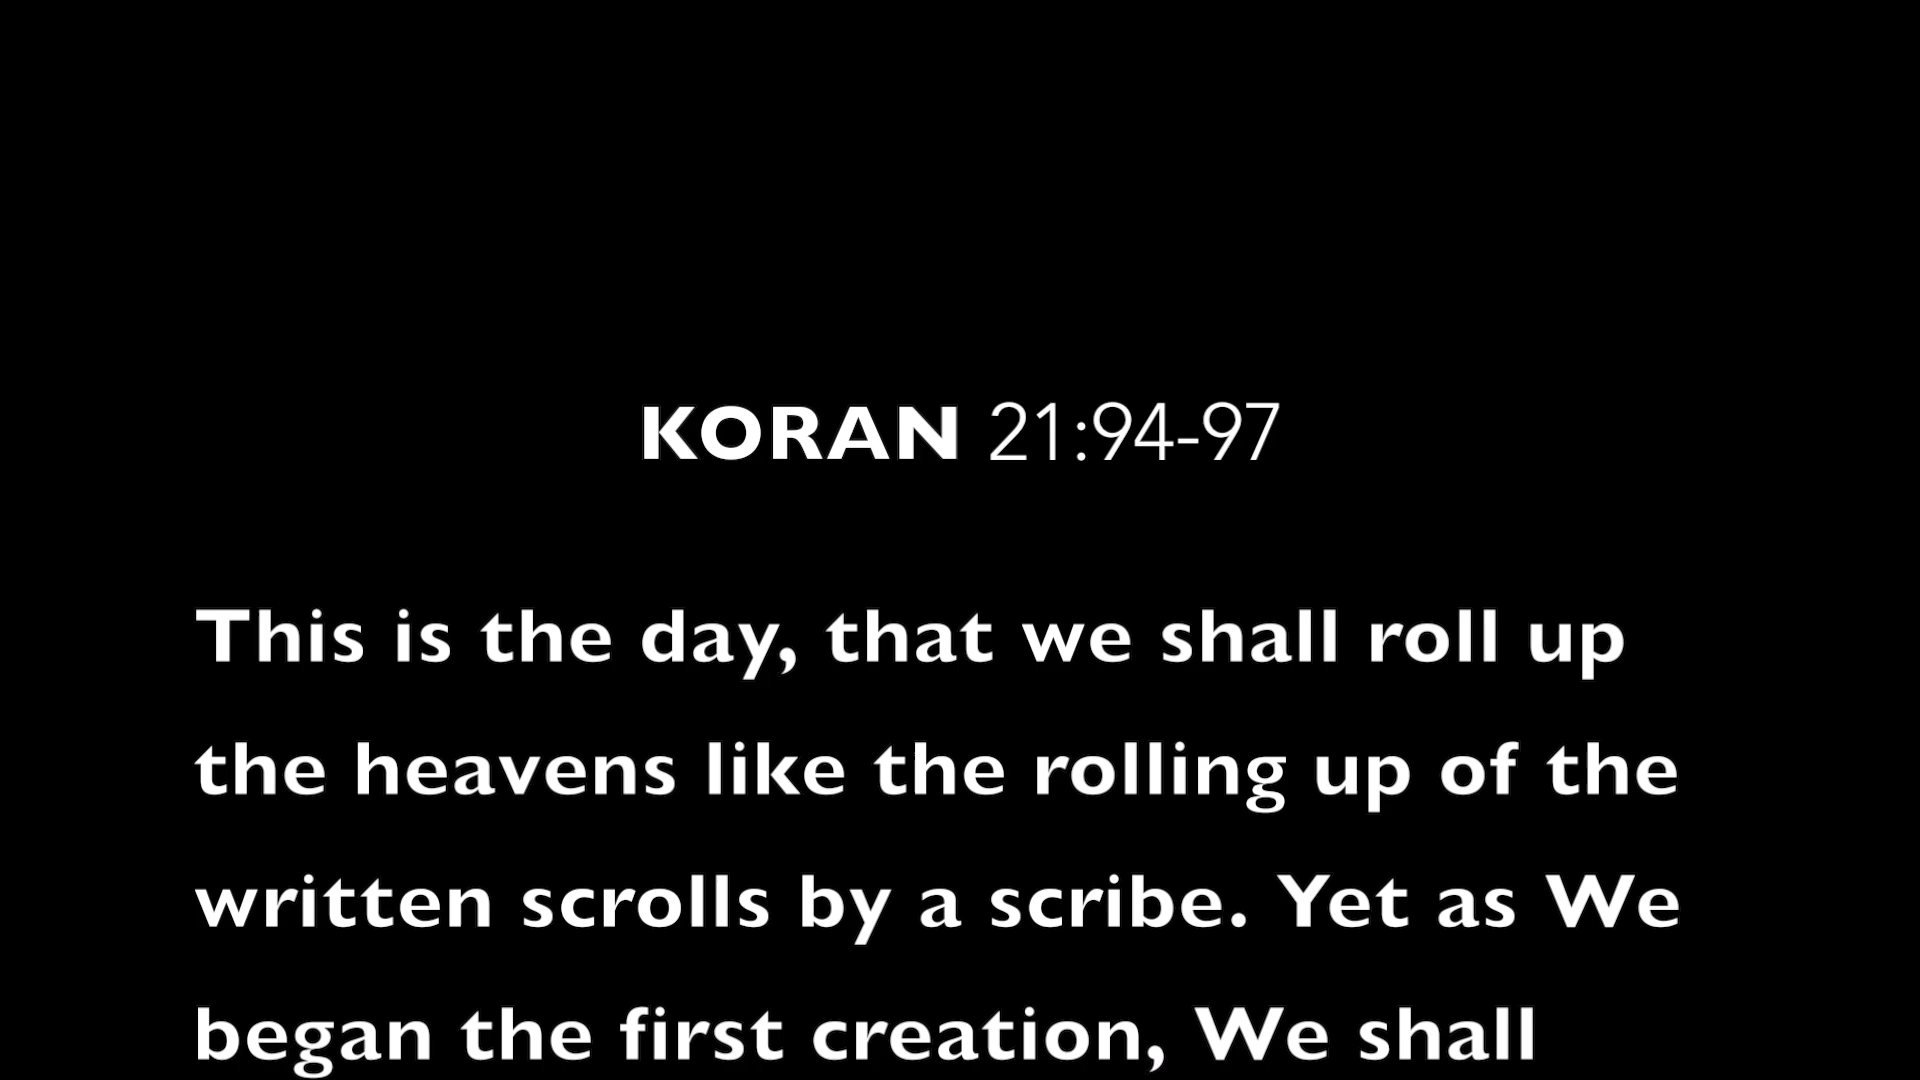 KORAN 21:94-97
This is the day, that we shall roll up
the heavens like the rolling up of the
written scrolls by a scribe. Yet as We
began the first creation, We shall